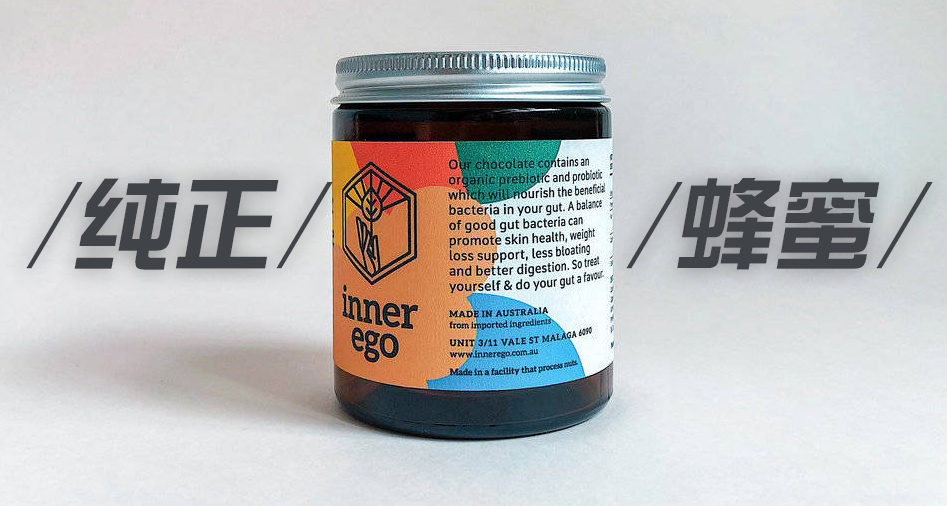 纯正
蜂蜜
inner
ego
Our chocolate contains an
organic prebiotic and probiotic
which will nourish the beneficial
bacteria in your gut. A balance
of good gut bacteria can
promote skin health, weight
loss support, less bloating
and better digestion. So treat
yourself & do your gut a favour.
MADE IN AUSTRALIA
from imported ingredients
UNIT 3/11 VALE ST MALAGA 6090
www.innerego.com.au
Made in a facility that process nuts.